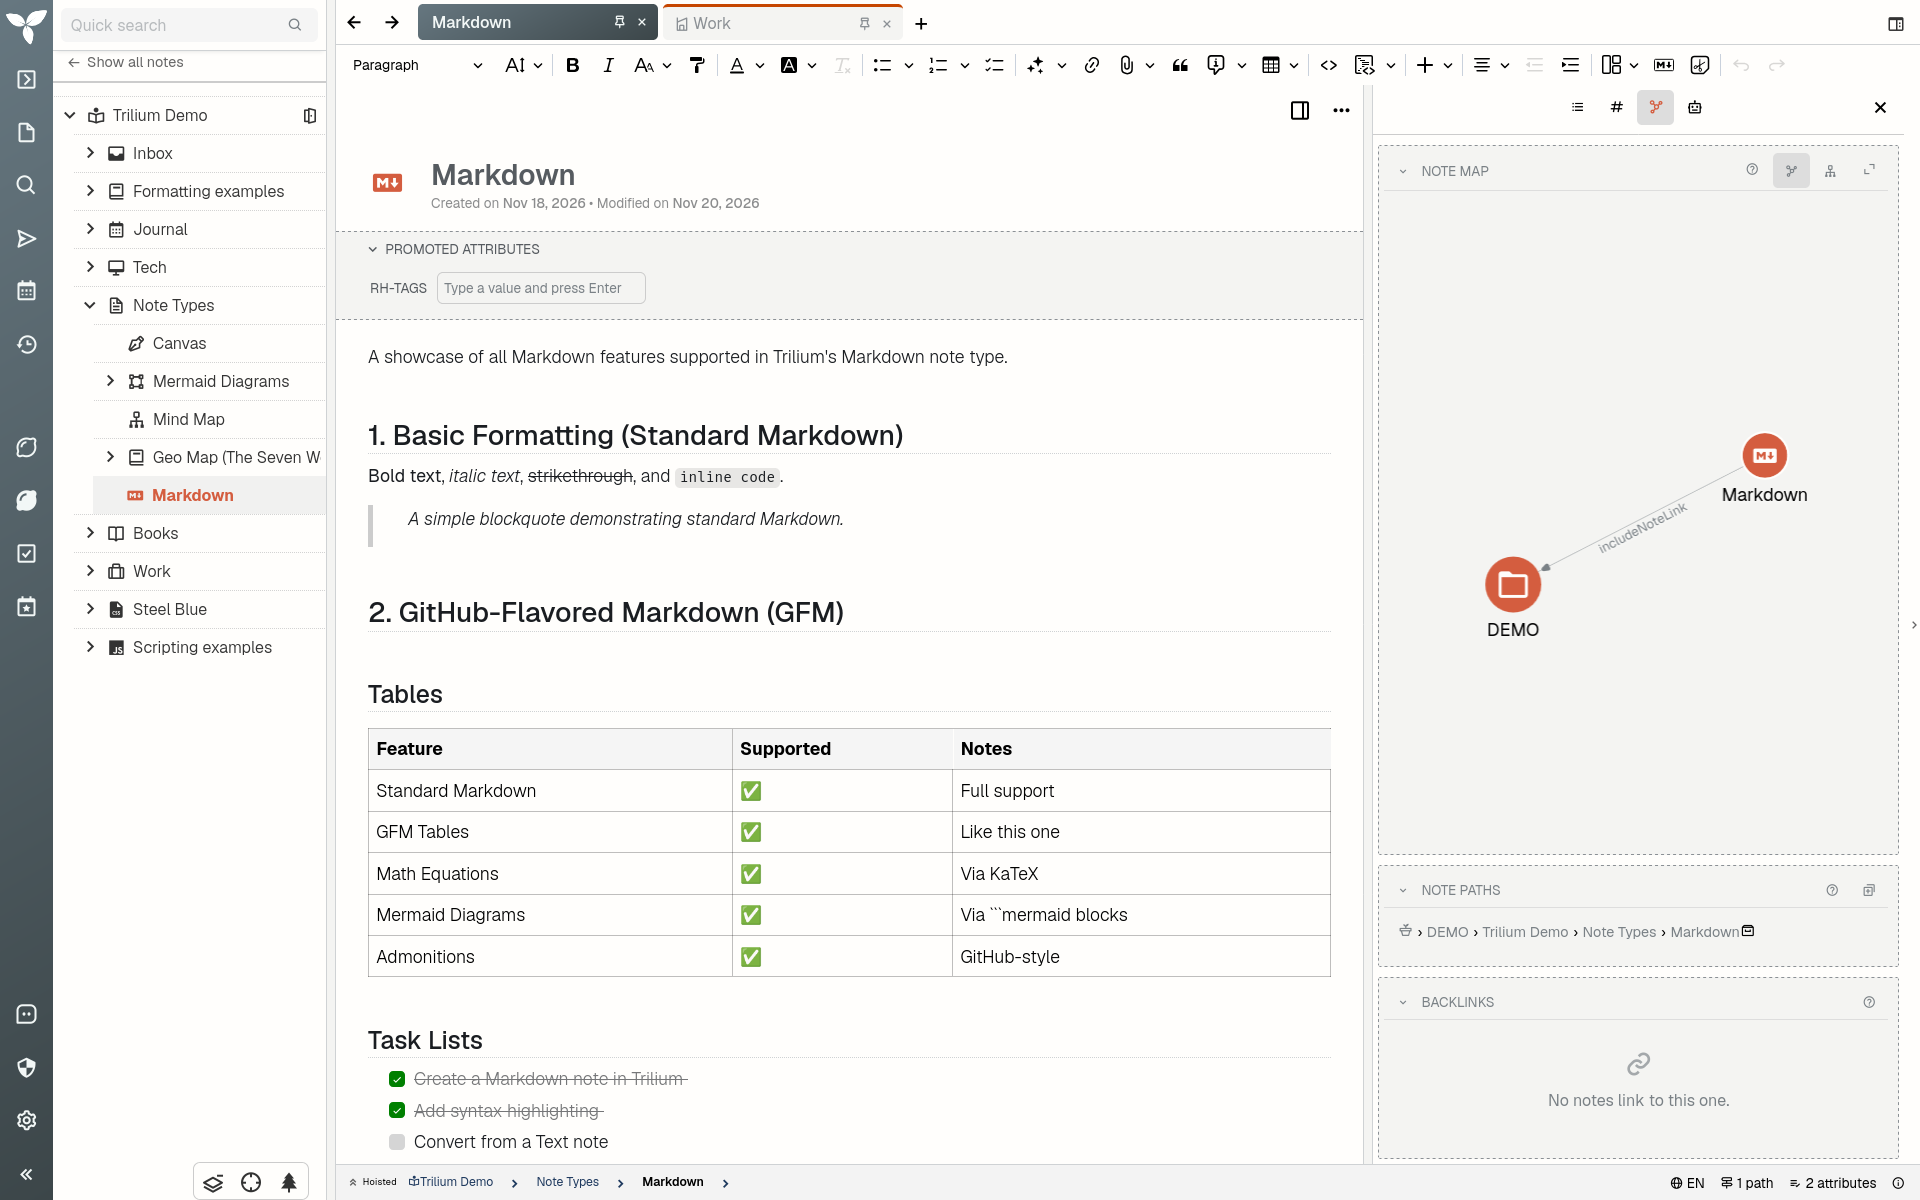 Quick search
Show all notes
Trilium Demo
Inbox
Formatting examples
Journal
Tech
Note Types
Canvas
Mermaid Diagrams
Mind Map
Geo Map (The Seven W
Markdown
Books
Work
Steel Blue
Scripting examples
Markdown
Work
Paragraph
Markdown
Created on Nov 18, 2026 • Modified on Nov 20, 2026
PROMOTED ATTRIBUTES
RH-TAGS Type a value and press Enter
A showcase of all Markdown features supported in Trilium's Markdown note type.
1. Basic Formatting (Standard Markdown)
Bold text, italic text, strikethrough, and inline code.
A simple blockquote demonstrating standard Markdown.
2. GitHub-Flavored Markdown (GFM)
Tables
Feature Supported Notes
Standard Markdown ✅ Full support
GFM Tables ✅ Like this one
Math Equations ✅ Via KaTeX
Mermaid Diagrams ✅ Via ```mermaid blocks
Admonitions ✅ GitHub-style
Task Lists
Create a Markdown note in Trilium
Add syntax highlighting
Convert from a Text note
NOTE MAP
Markdown
includeNoteLink
DEMO
NOTE PATHS
› DEMO › Trilium Demo › Note Types › Markdown
BACKLINKS
No notes link to this one.
Hoisted Trilium Demo › Note Types › Markdown ›
EN 1 path 2 attributes